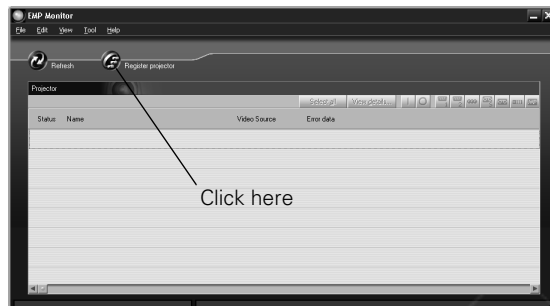 EMP Monitor
File Edit View Tool Help
Refresh Register projector
Projector
Select all View details...
Status Name Video Source Error data
Click here